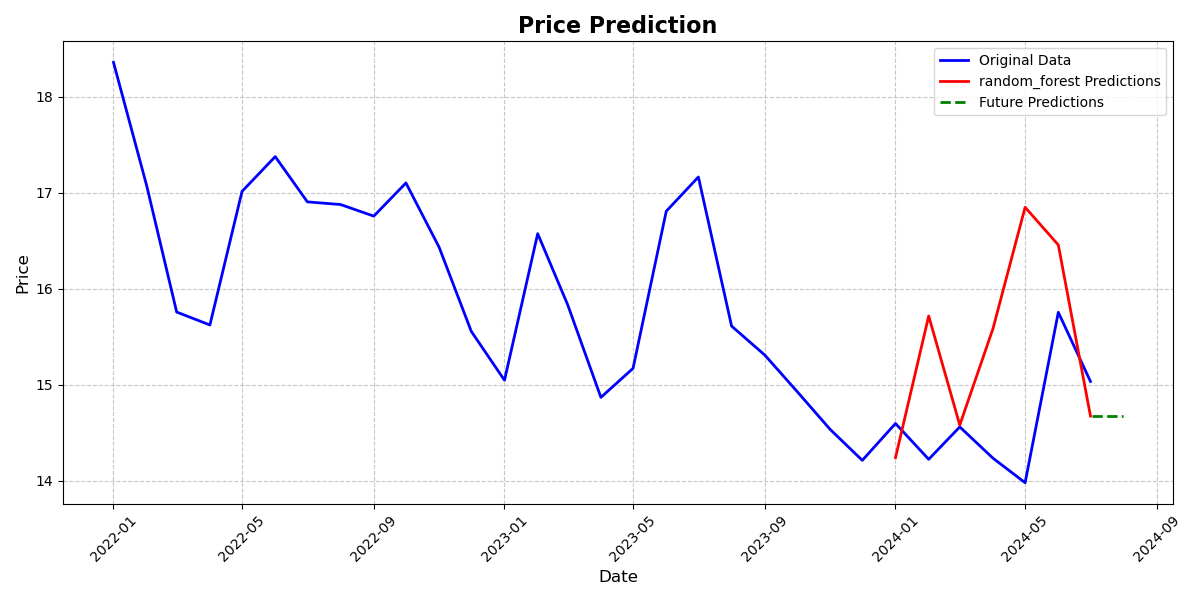 Price Prediction
Original Data
random_forest Predictions
Future Predictions
18
17
16
15
14
Price
2022-01
2022-05
2022-09
2023-01
2023-05
2023-09
2024-01
2024-05
2024-09
Date